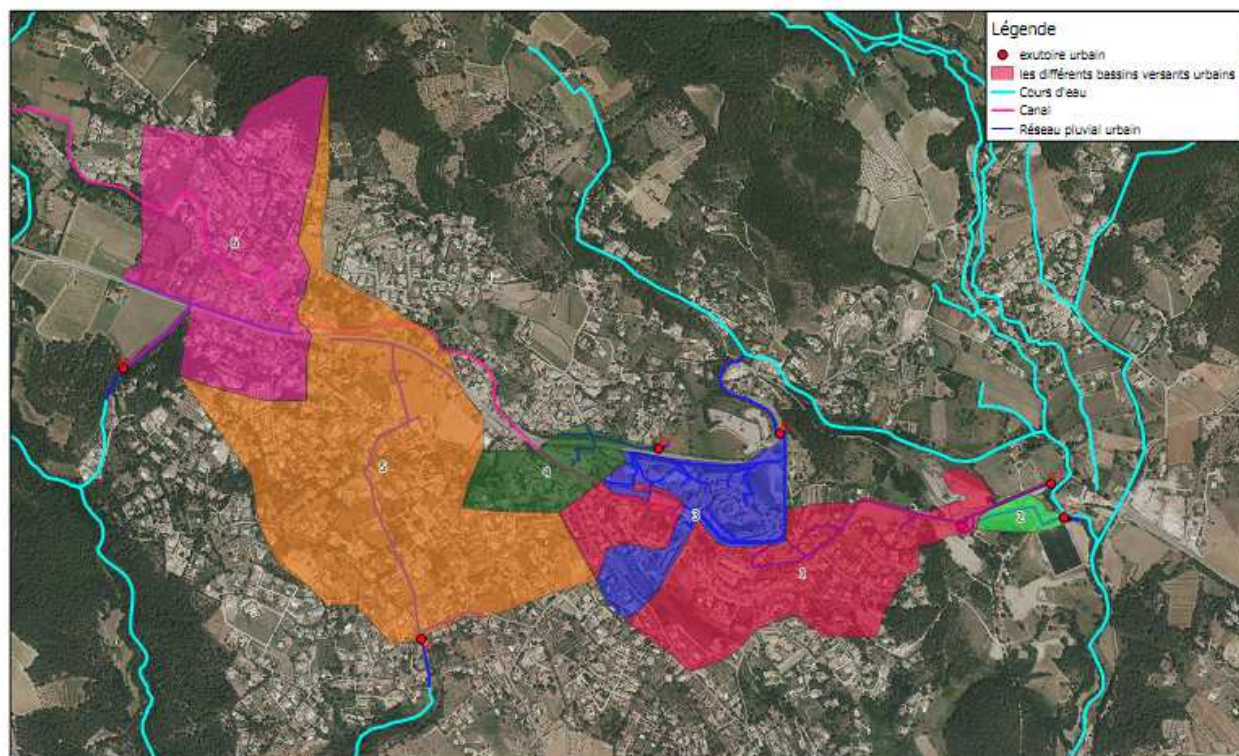 Légende
exutoire urbain
les différents bassins versants urbains
Cours d'eau
Canal
Réseau pluvial urbain
6
5
4
3
2
1